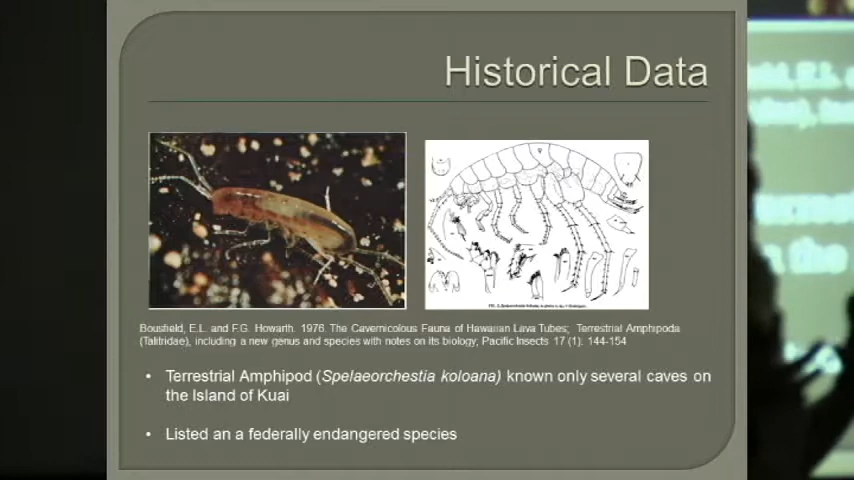 Historical Data
Bousfield, E.L. and F.G. Howarth. 1976. The Cavernicolous Fauna of Hawaiian Lava Tubes; Terrestrial Amphipoda
(Talitridae), including a new genus and species with notes on its biology; Pacific Insects 17 (1): 144-154
• Terrestrial Amphipod (Spelaeorchestia koloana) known only several caves on
the Island of Kuai
• Listed an a federally endangered species